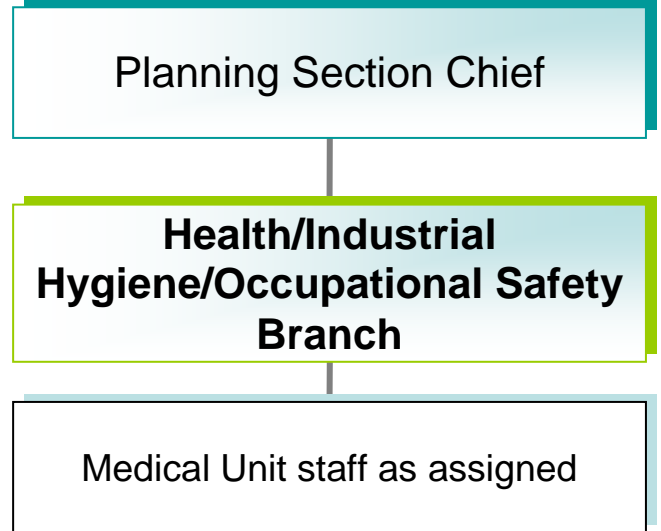 Planning Section Chief
Health/Industrial
Hygiene/Occupational Safety
Branch
Medical Unit staff as assigned